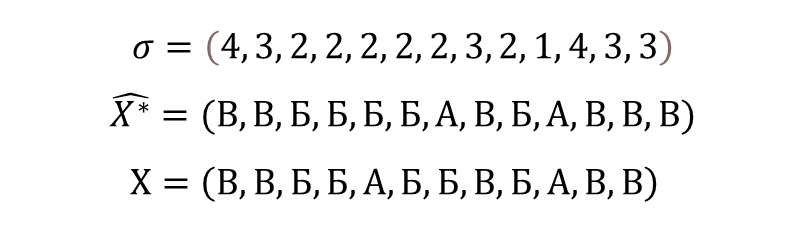 σ = (4, 3, 2, 2, 2, 2, 2, 3, 2, 1, 4, 3, 3)
X̂* = (В, В, Б, Б, Б, Б, А, В, Б, А, В, В, В)
X = (В, В, Б, Б, А, Б, Б, В, Б, А, В, В)